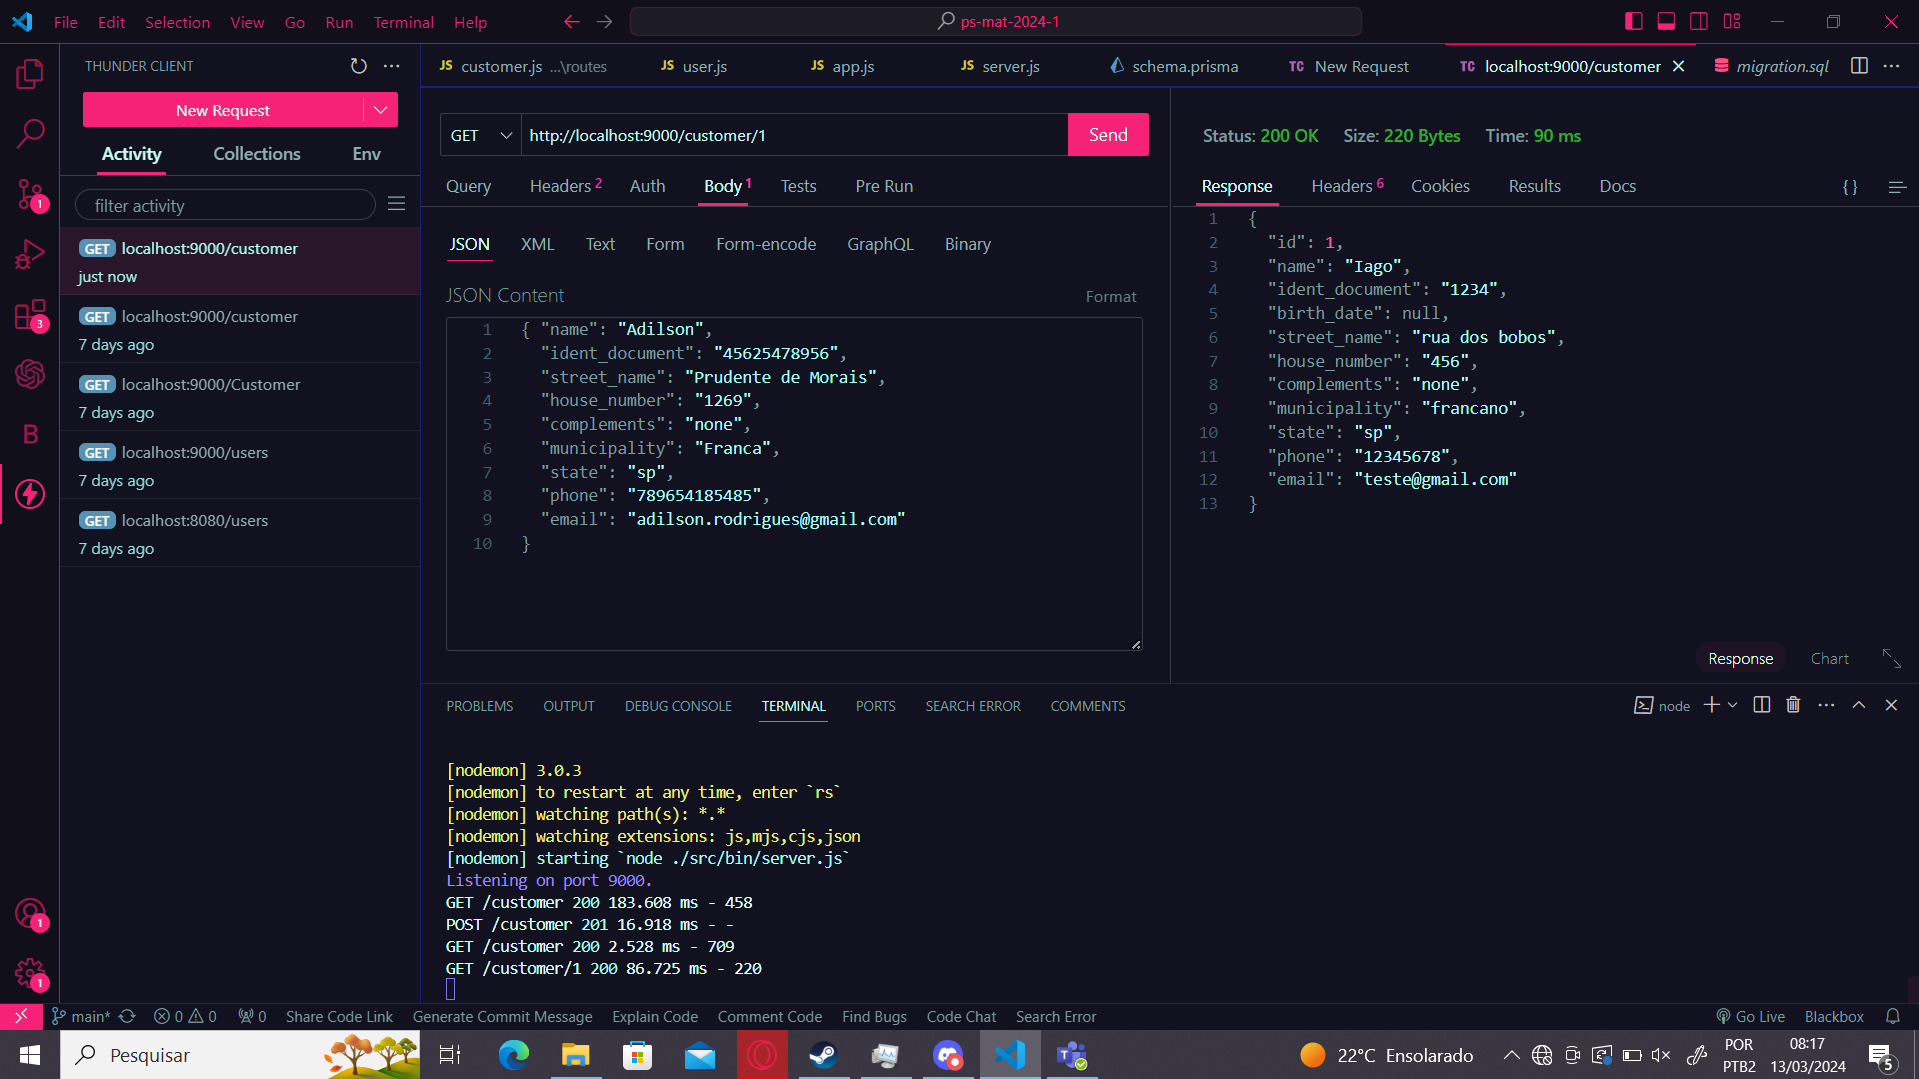 File Edit Selection View Go Run Terminal Help
ps-mat-2024-1
THUNDER CLIENT
New Request
Activity Collections Env
filter activity
GET localhost:9000/customer
just now
GET localhost:9000/customer
7 days ago
GET localhost:9000/Customer
7 days ago
GET localhost:9000/users
7 days ago
GET localhost:8080/users
7 days ago
1
3
B
1
1
JS customer.js ...\routes JS user.js JS app.js JS server.js schema.prisma TC New Request TC localhost:9000/customer migration.sql
GET http://localhost:9000/customer/1 Send
Query Headers 2 Auth Body 1 Tests Pre Run
JSON XML Text Form Form-encode GraphQL Binary
JSON Content Format
1 { "name": "Adilson",
2 "ident_document": "45625478956",
3 "street_name": "Prudente de Morais",
4 "house_number": "1269",
5 "complements": "none",
6 "municipality": "Franca",
7 "state": "sp",
8 "phone": "789654185485",
9 "email": "adilson.rodrigues@gmail.com"
10 }
Status: 200 OK Size: 220 Bytes Time: 90 ms
Response Headers 6 Cookies Results Docs { }
1 {
2 "id": 1,
3 "name": "Iago",
4 "ident_document": "1234",
5 "birth_date": null,
6 "street_name": "rua dos bobos",
7 "house_number": "456",
8 "complements": "none",
9 "municipality": "francano",
10 "state": "sp",
11 "phone": "12345678",
12 "email": "teste@gmail.com"
13 }
Response Chart
PROBLEMS OUTPUT DEBUG CONSOLE TERMINAL PORTS SEARCH ERROR COMMENTS
node
[nodemon] 3.0.3
[nodemon] to restart at any time, enter `rs`
[nodemon] watching path(s): *.*
[nodemon] watching extensions: js,mjs,cjs,json
[nodemon] starting `node ./src/bin/server.js`
Listening on port 9000.
GET /customer 200 183.608 ms - 458
POST /customer 201 16.918 ms - -
GET /customer 200 2.528 ms - 709
GET /customer/1 200 86.725 ms - 220
main* 0 0 0 Share Code Link Generate Commit Message Explain Code Comment Code Find Bugs Code Chat Search Error Go Live Blackbox
Pesquisar
22°C Ensolarado
POR
PTB2
08:17
13/03/2024
5